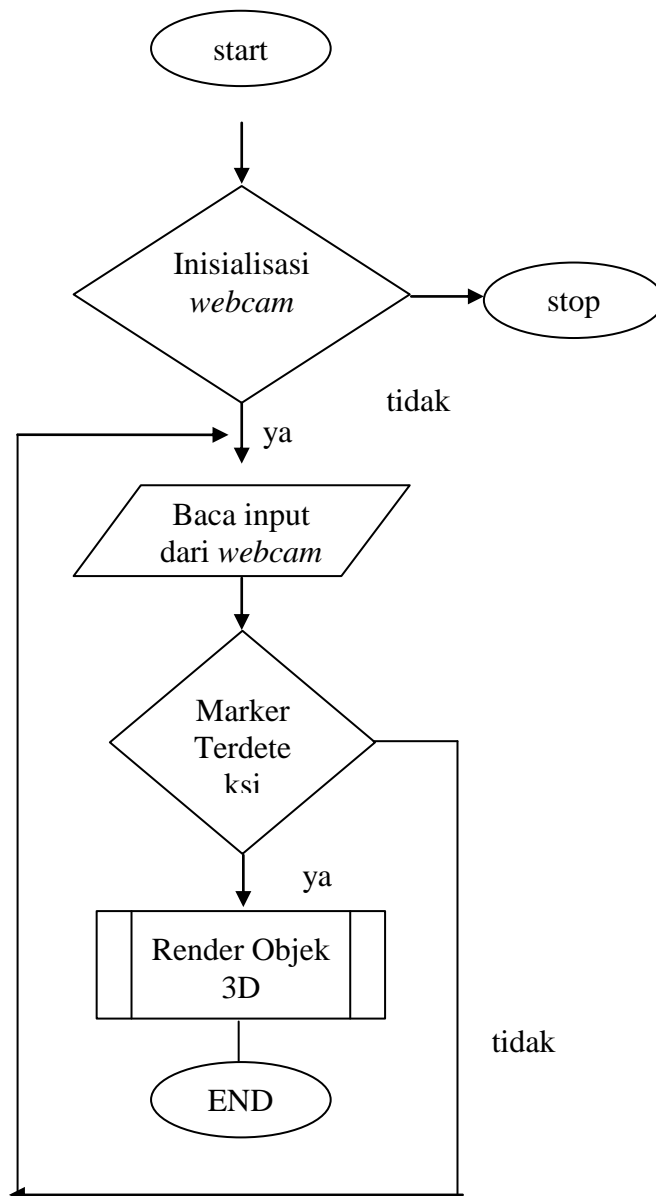 start
Inisialisasi
webcam
stop
tidak
ya
Baca input
dari webcam
Marker
Terdete
ksi
ya
Render Objek
3D
tidak
END